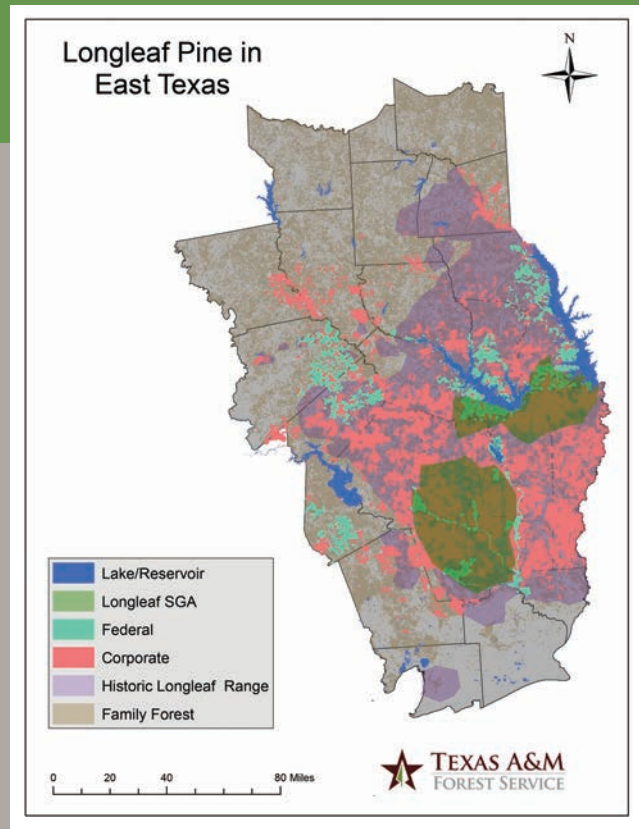 Longleaf Pine in
East Texas
N
Lake/Reservoir
Longleaf SGA
Federal
Corporate
Historic Longleaf Range
Family Forest
0 20 40 80 Miles
TEXAS A&M
FOREST SERVICE